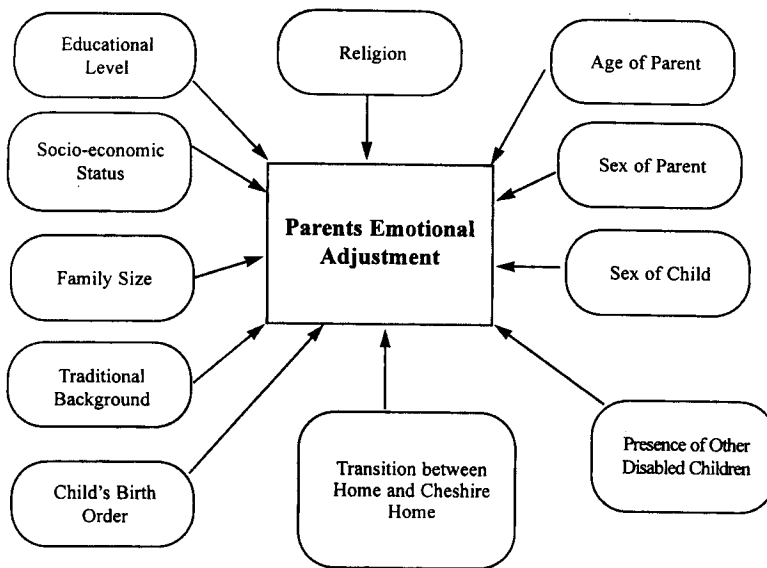 Educational
Level
Religion
Age of Parent
Socio-economic
Status
Sex of Parent
Parents Emotional
Adjustment
Family Size
Sex of Child
Traditional
Background
Presence of Other
Disabled Children
Transition between
Home and Cheshire
Home
Child's Birth
Order